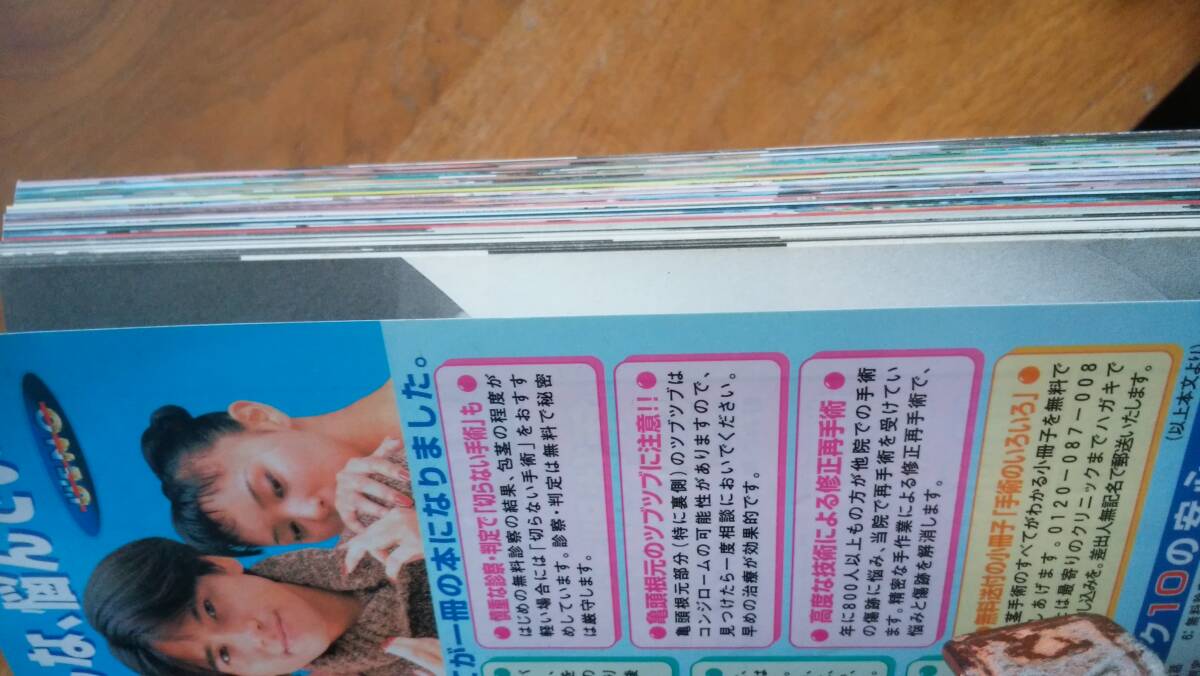 な、悩んで
UENO
が一冊の本になりました。
慎重な診察・判定で「切らない手術」も
はじめの無料診察の結果、包茎の程度が
軽い場合には「切らない手術」をおすす
めしています。診察・判定は無料で秘密
は厳守します。
亀頭根元のツブツブに注意!!
亀頭根元部分(特に裏側)のツブツブは
コンジロームの可能性がありますので、
見つけたら一度相談においでください。
早めの治療が効果的です。
高度な技術による修正再手術
年に800人以上もの方が他院での手術
の傷跡に悩み、当院で再手術を受けてい
ます。精密な手作業による修正再手術で、
悩みと傷跡を解消します。
無料送付の小冊子「手術のいろいろ」
茎手術のすべてがわかる小冊子を無料で
しあげます。0120-087-008
は最寄りのクリニックまでハガキで
し込みを。差出人無記名で郵送いたします。
(以上本文より)
ク10の安心